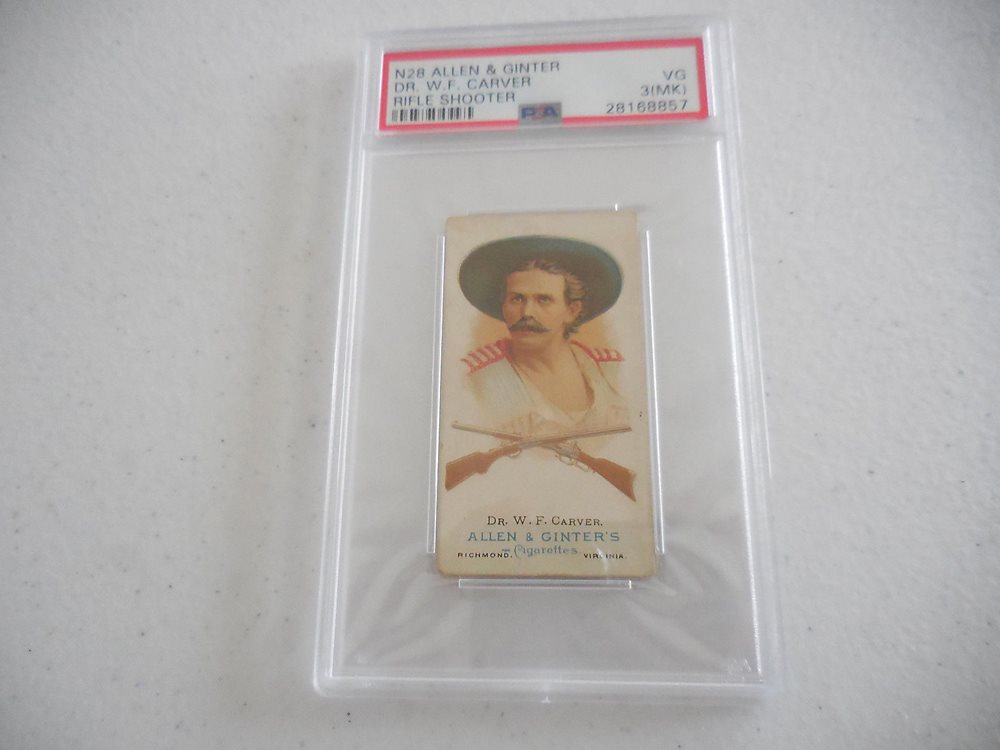 N28 ALLEN & GINTER
DR. W.F. CARVER
RIFLE SHOOTER
VG
3(MK)
28168857
PSA
DR. W. F. CARVER.
ALLEN & GINTER'S
RICHMOND. Cigarettes VIRGINIA.